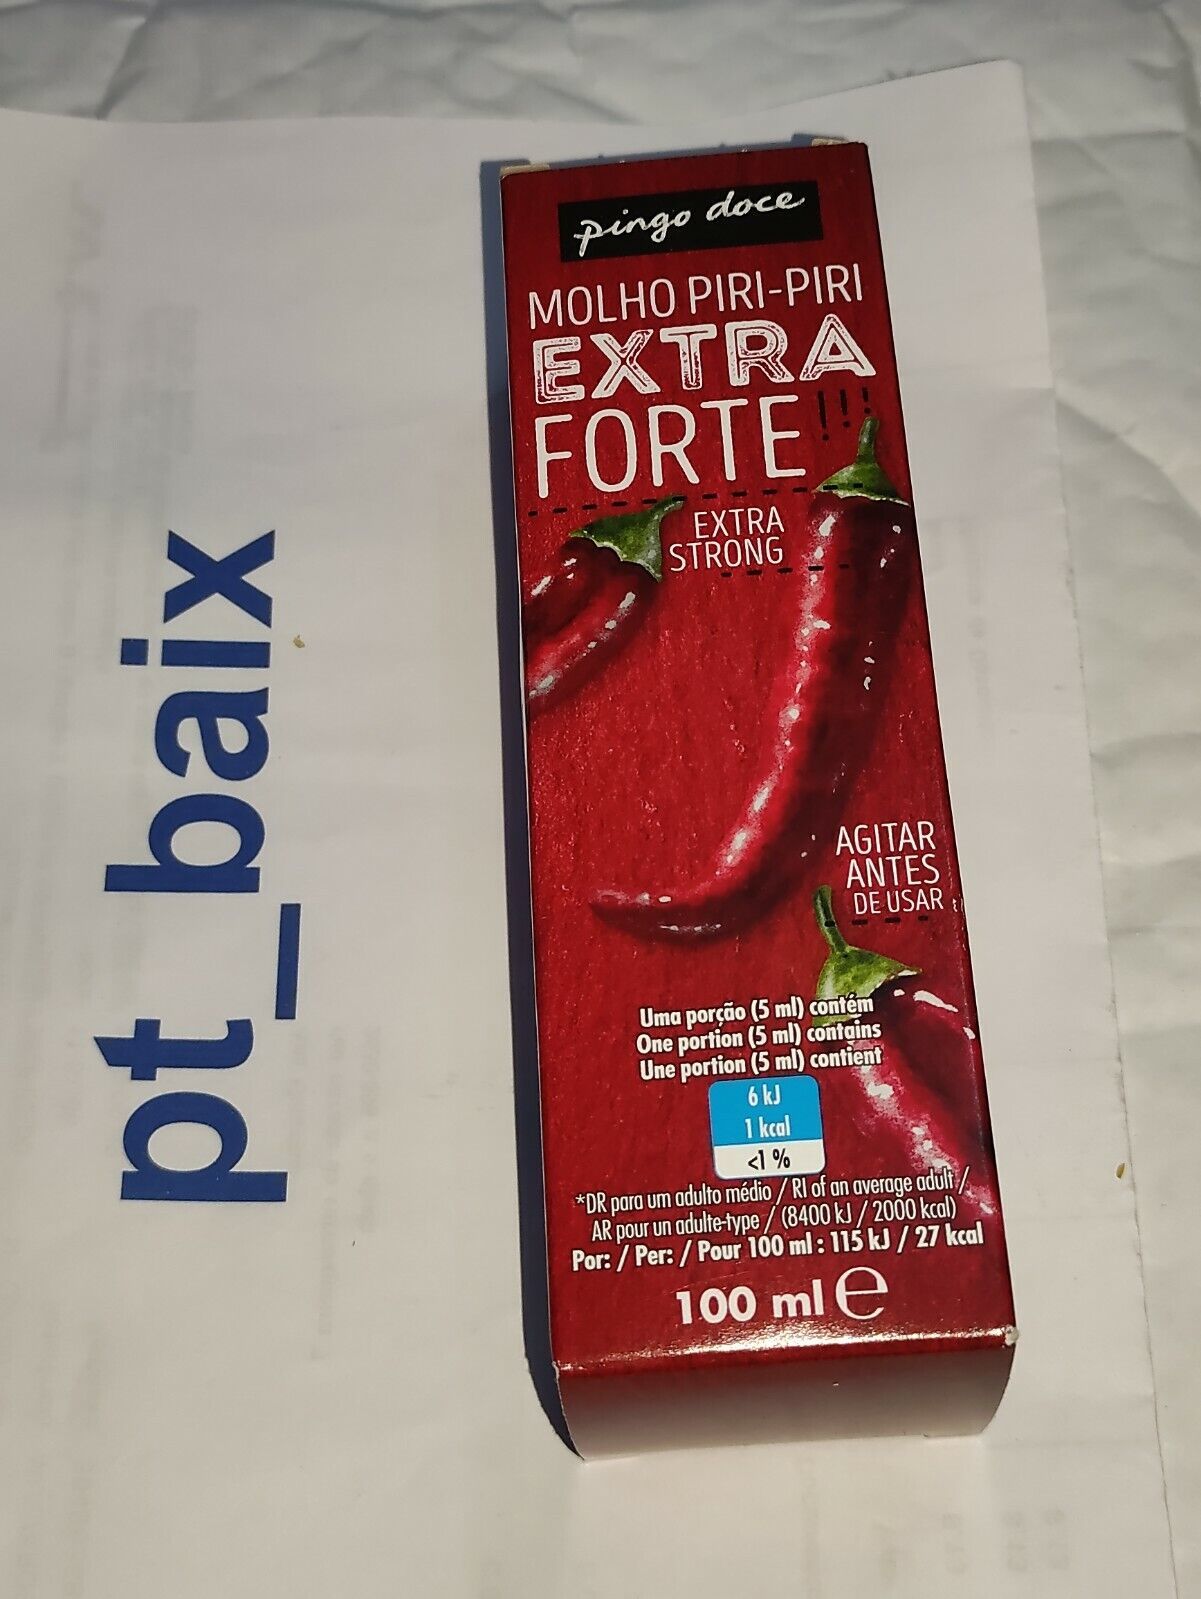 pingo doce
MOLHO PIRI-PIRI
EXTRA
FORTE!!!
EXTRA
STRONG
AGITAR
ANTES
DE USAR
Uma porção (5 ml) contém
One portion (5 ml) contains
Une portion (5 ml) contient
6 kJ
1 kcal
<1 %
*DR para um adulto médio / RI of an average adult /
AR pour un adulte-type / (8400 kJ / 2000 kcal)
Por: / Per: / Pour 100 ml : 115 kJ / 27 kcal
100 ml e
pt_baix